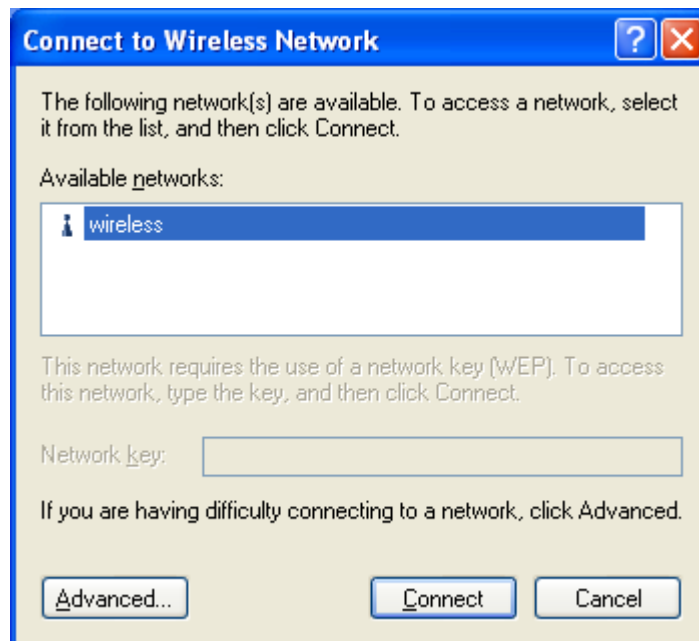 Connect to Wireless Network
The following network(s) are available. To access a network, select
it from the list, and then click Connect.
Available networks:
wireless
This network requires the use of a network key (WEP). To access
this network, type the key, and then click Connect.
Network key:
If you are having difficulty connecting to a network, click Advanced.
Advanced... Connect Cancel